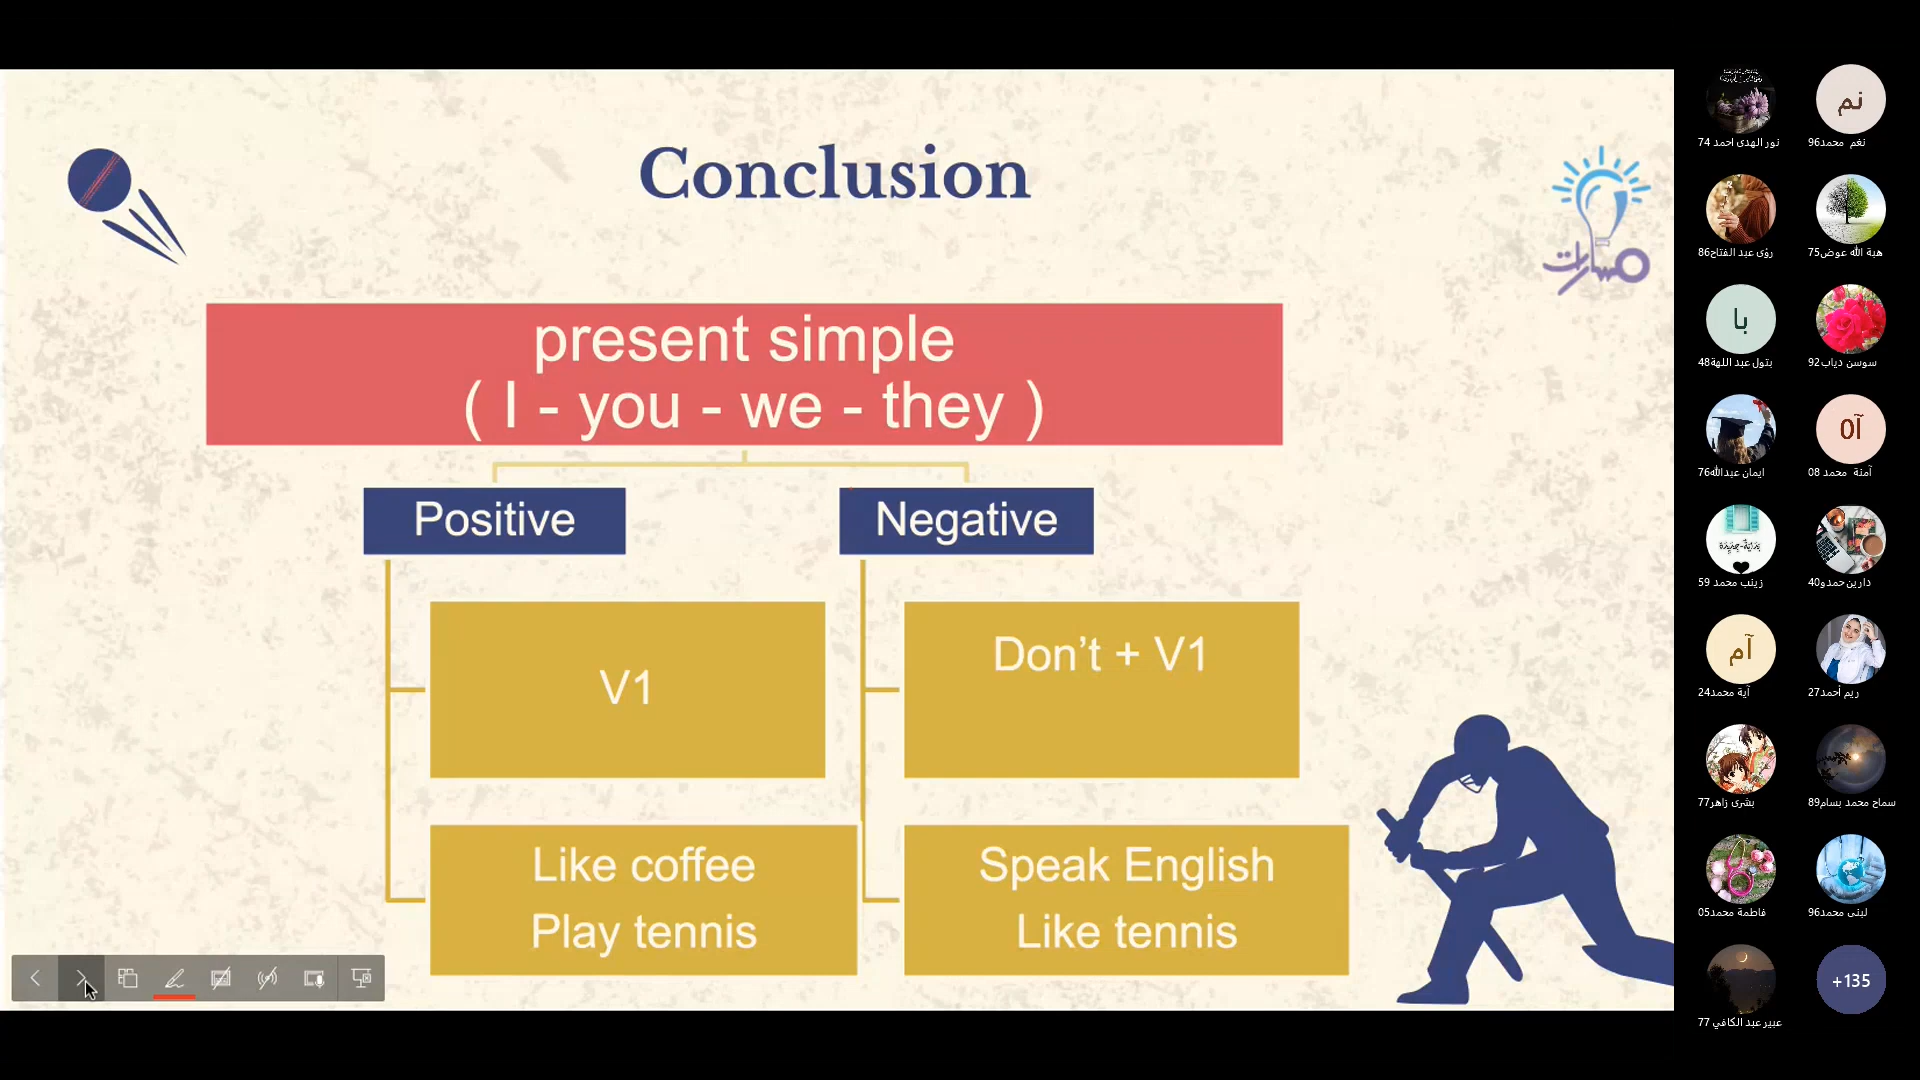 Conclusion
مسارات
present simple
( I - you - we - they )
Positive
Negative
V1
Don’t + V1
Like coffee
Play tennis
Speak English
Like tennis
نور الهدى احمد 74
نم
نغم محمد96
رؤى عبد الفتاح86
هبة الله عوض75
با
بتول عبد اللهة48
سوسن دياب92
ايمان عبدالله76
آ0
آمنة محمد 08
زينب محمد 59
دارين حمدو40
آم
آية محمد24
ريم أحمد27
بشرى زاهر77
سماح محمد بسام89
فاطمة محمد05
لبنى محمد96
عبير عبد الكافي 77
+135